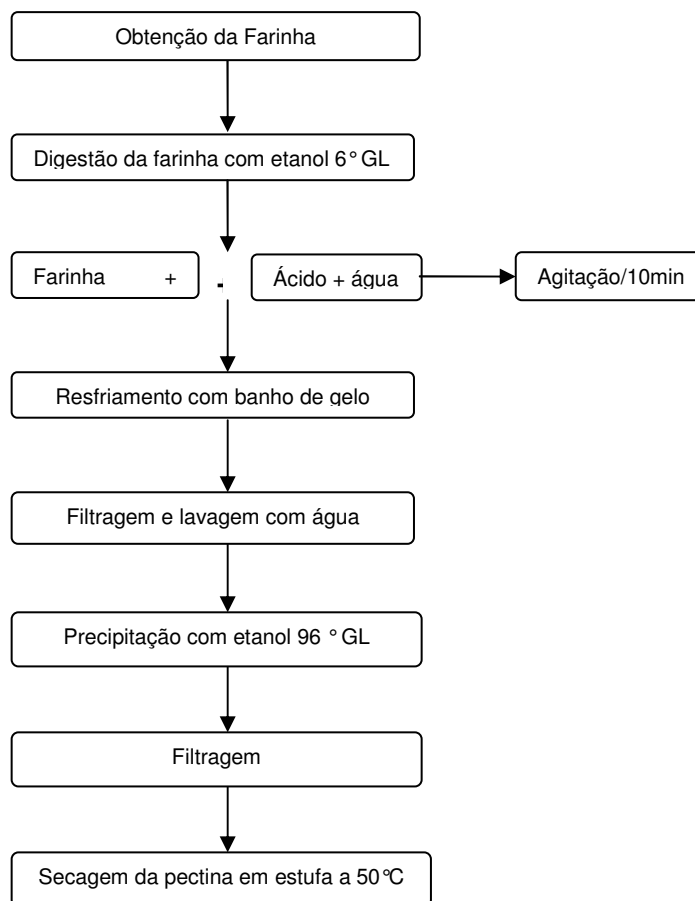 Obtenção da Farinha
Digestão da farinha com etanol 6° GL
Farinha +
Ácido + água
Agitação/10min
Resfriamento com banho de gelo
Filtragem e lavagem com água
Precipitação com etanol 96 ° GL
Filtragem
Secagem da pectina em estufa a 50°C